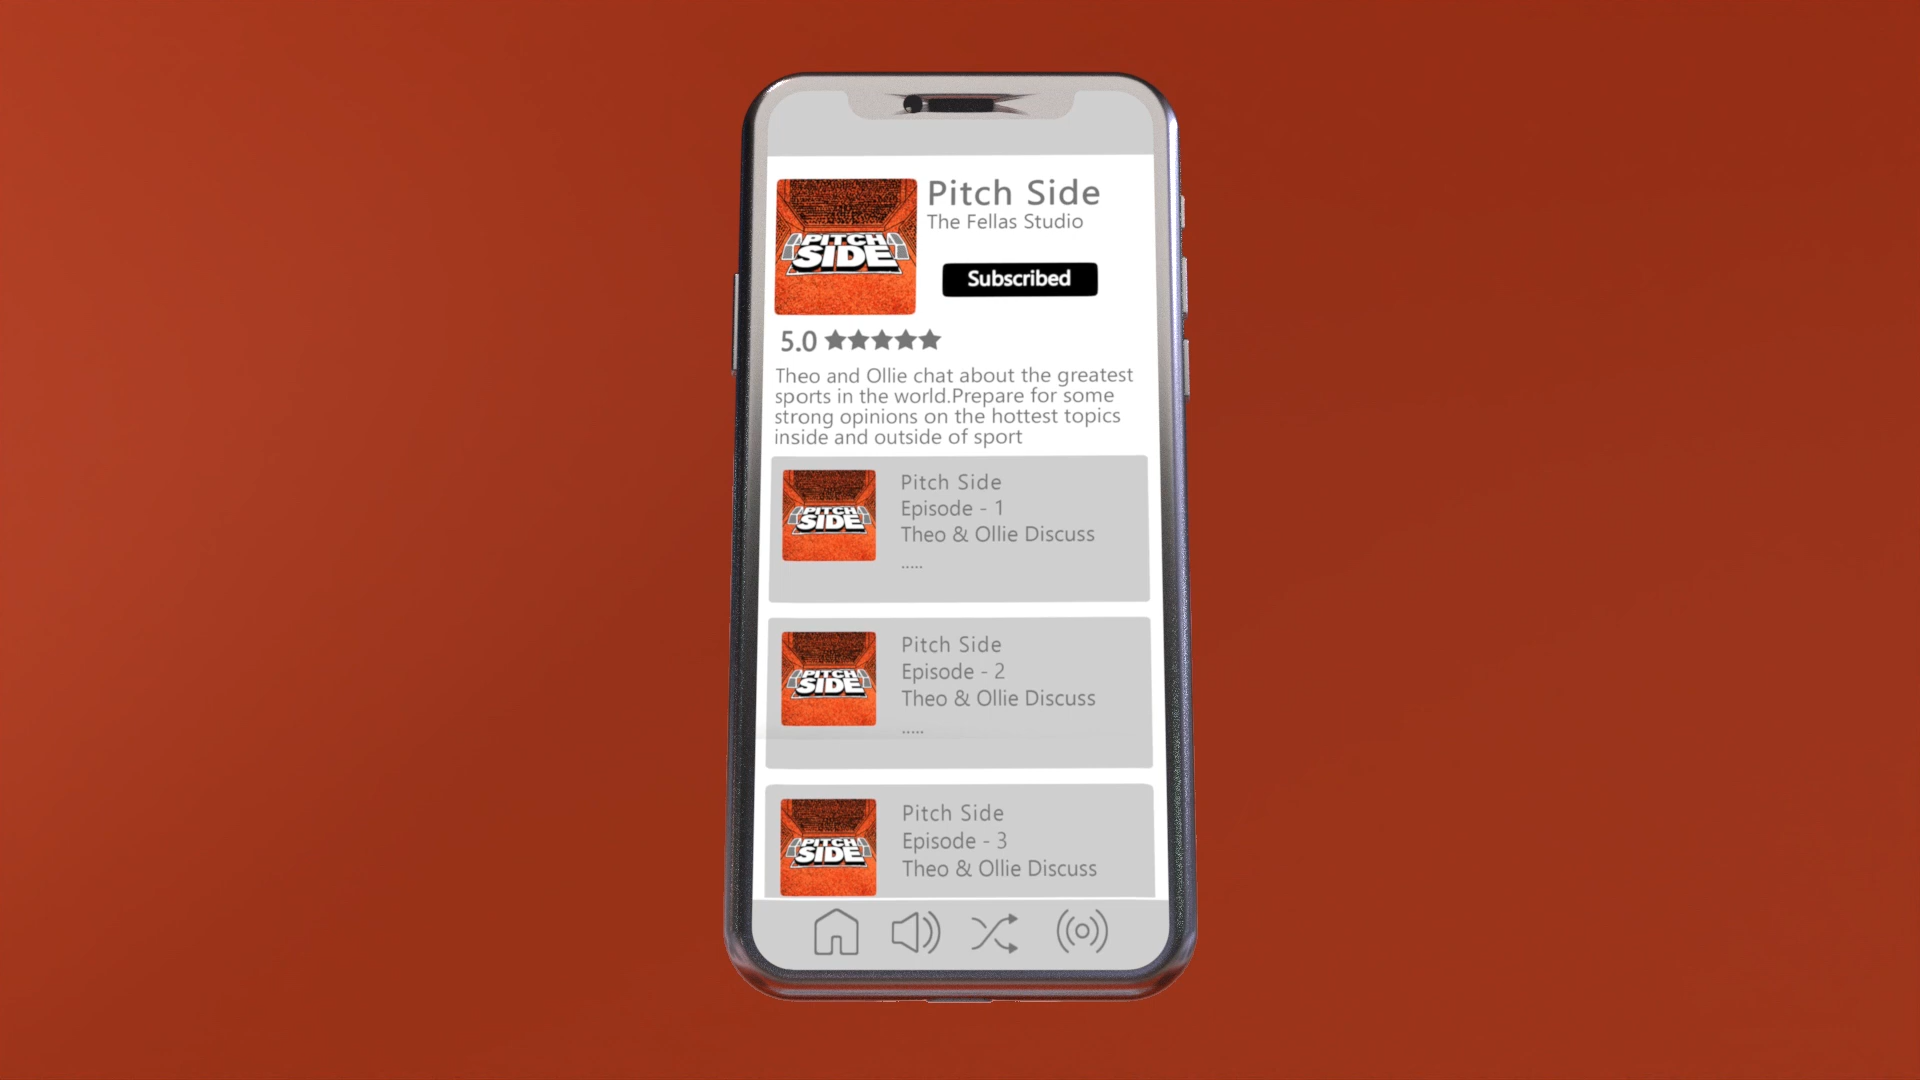 PITCH
SIDE
Pitch Side
The Fellas Studio
Subscribed
5.0
Theo and Ollie chat about the greatest
sports in the world.Prepare for some
strong opinions on the hottest topics
inside and outside of sport
PITCH
SIDE
Pitch Side
Episode - 1
Theo & Ollie Discuss
.....
PITCH
SIDE
Pitch Side
Episode - 2
Theo & Ollie Discuss
.....
PITCH
SIDE
Pitch Side
Episode - 3
Theo & Ollie Discuss